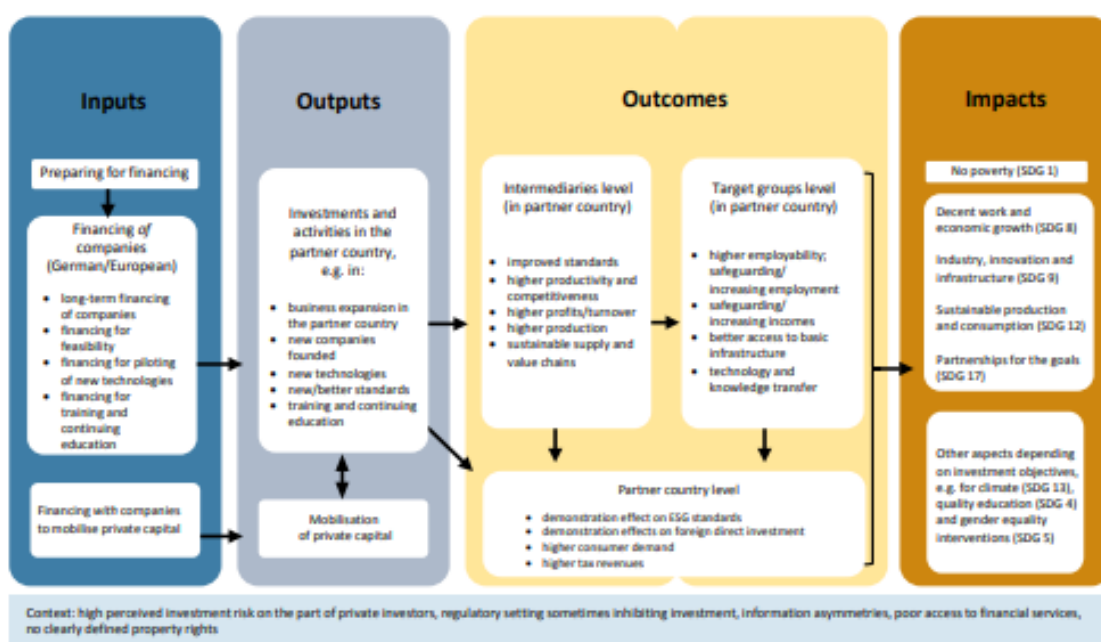 Inputs
Preparing for financing
Financing of
companies
(German/European)
• long-term financing
of companies
• financing for
feasibility
• financing for piloting
of new technologies
• financing for
training and
continuing
education
Financing with companies
to mobilise private capital
Outputs
Investments and
activities in the
partner country,
e.g. in:
• business expansion in
the partner country
• new companies
founded
• new technologies
• new/better standards
• training and continuing
education
Mobilisation
of private capital
Outcomes
Intermediaries level
(in partner country)
• improved standards
• higher productivity and
competitiveness
• higher profits/turnover
• higher production
• sustainable supply and
value chains
Target groups level
(in partner country)
• higher employability;
safeguarding/
increasing employment
• safeguarding/
increasing incomes
• better access to basic
infrastructure
• technology and
knowledge transfer
Partner country level
• demonstration effect on ESG standards
• demonstration effects on foreign direct investment
• higher consumer demand
• higher tax revenues
Impacts
No poverty (SDG 1)
Decent work and
economic growth (SDG 8)
Industry, innovation and
infrastructure (SDG 9)
Sustainable production
and consumption (SDG 12)
Partnerships for the goals
(SDG 17)
Other aspects depending
on investment objectives,
e.g. for climate (SDG 13),
quality education (SDG 4)
and gender equality
interventions (SDG 5)
Context: high perceived investment risk on the part of private investors, regulatory setting sometimes inhibiting investment, information asymmetries, poor access to financial services,
no clearly defined property rights